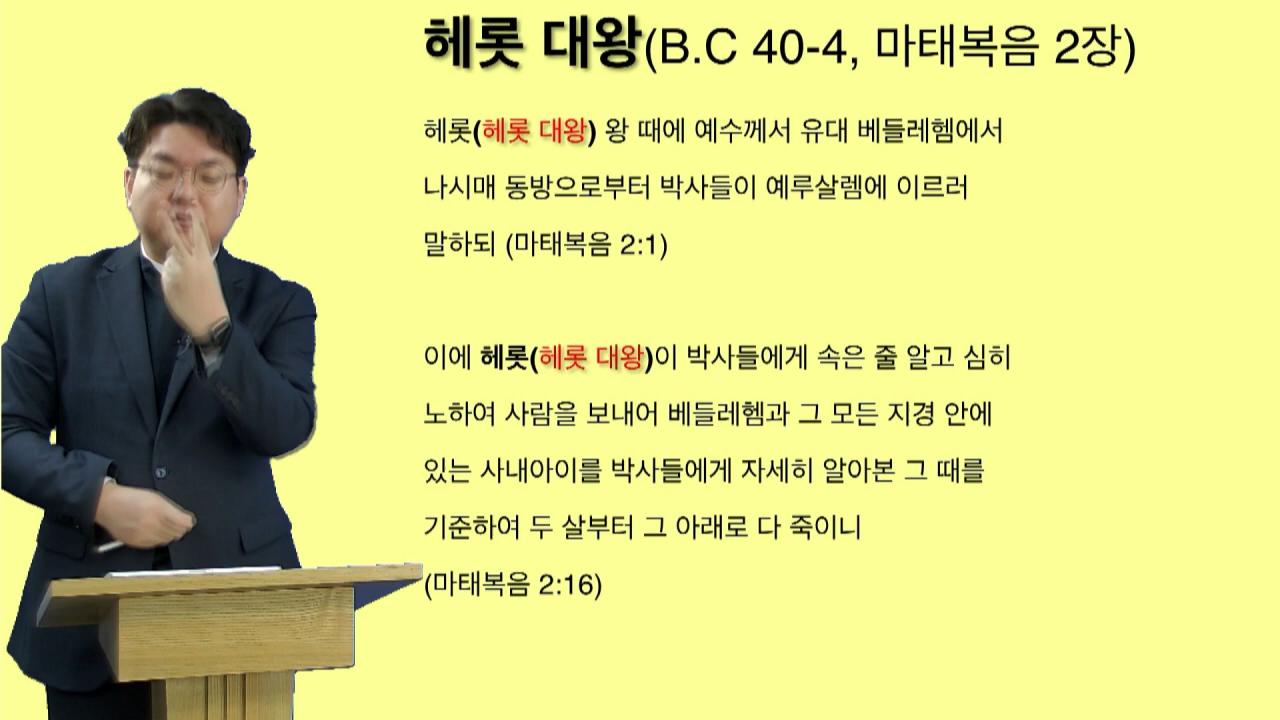 헤롯 대왕(B.C 40-4, 마태복음 2장)
헤롯(헤롯 대왕) 왕 때에 예수께서 유대 베들레헴에서
나시매 동방으로부터 박사들이 예루살렘에 이르러
말하되 (마태복음 2:1)
이에 헤롯(헤롯 대왕)이 박사들에게 속은 줄 알고 심히
노하여 사람을 보내어 베들레헴과 그 모든 지경 안에
있는 사내아이를 박사들에게 자세히 알아본 그 때를
기준하여 두 살부터 그 아래로 다 죽이니
(마태복음 2:16)